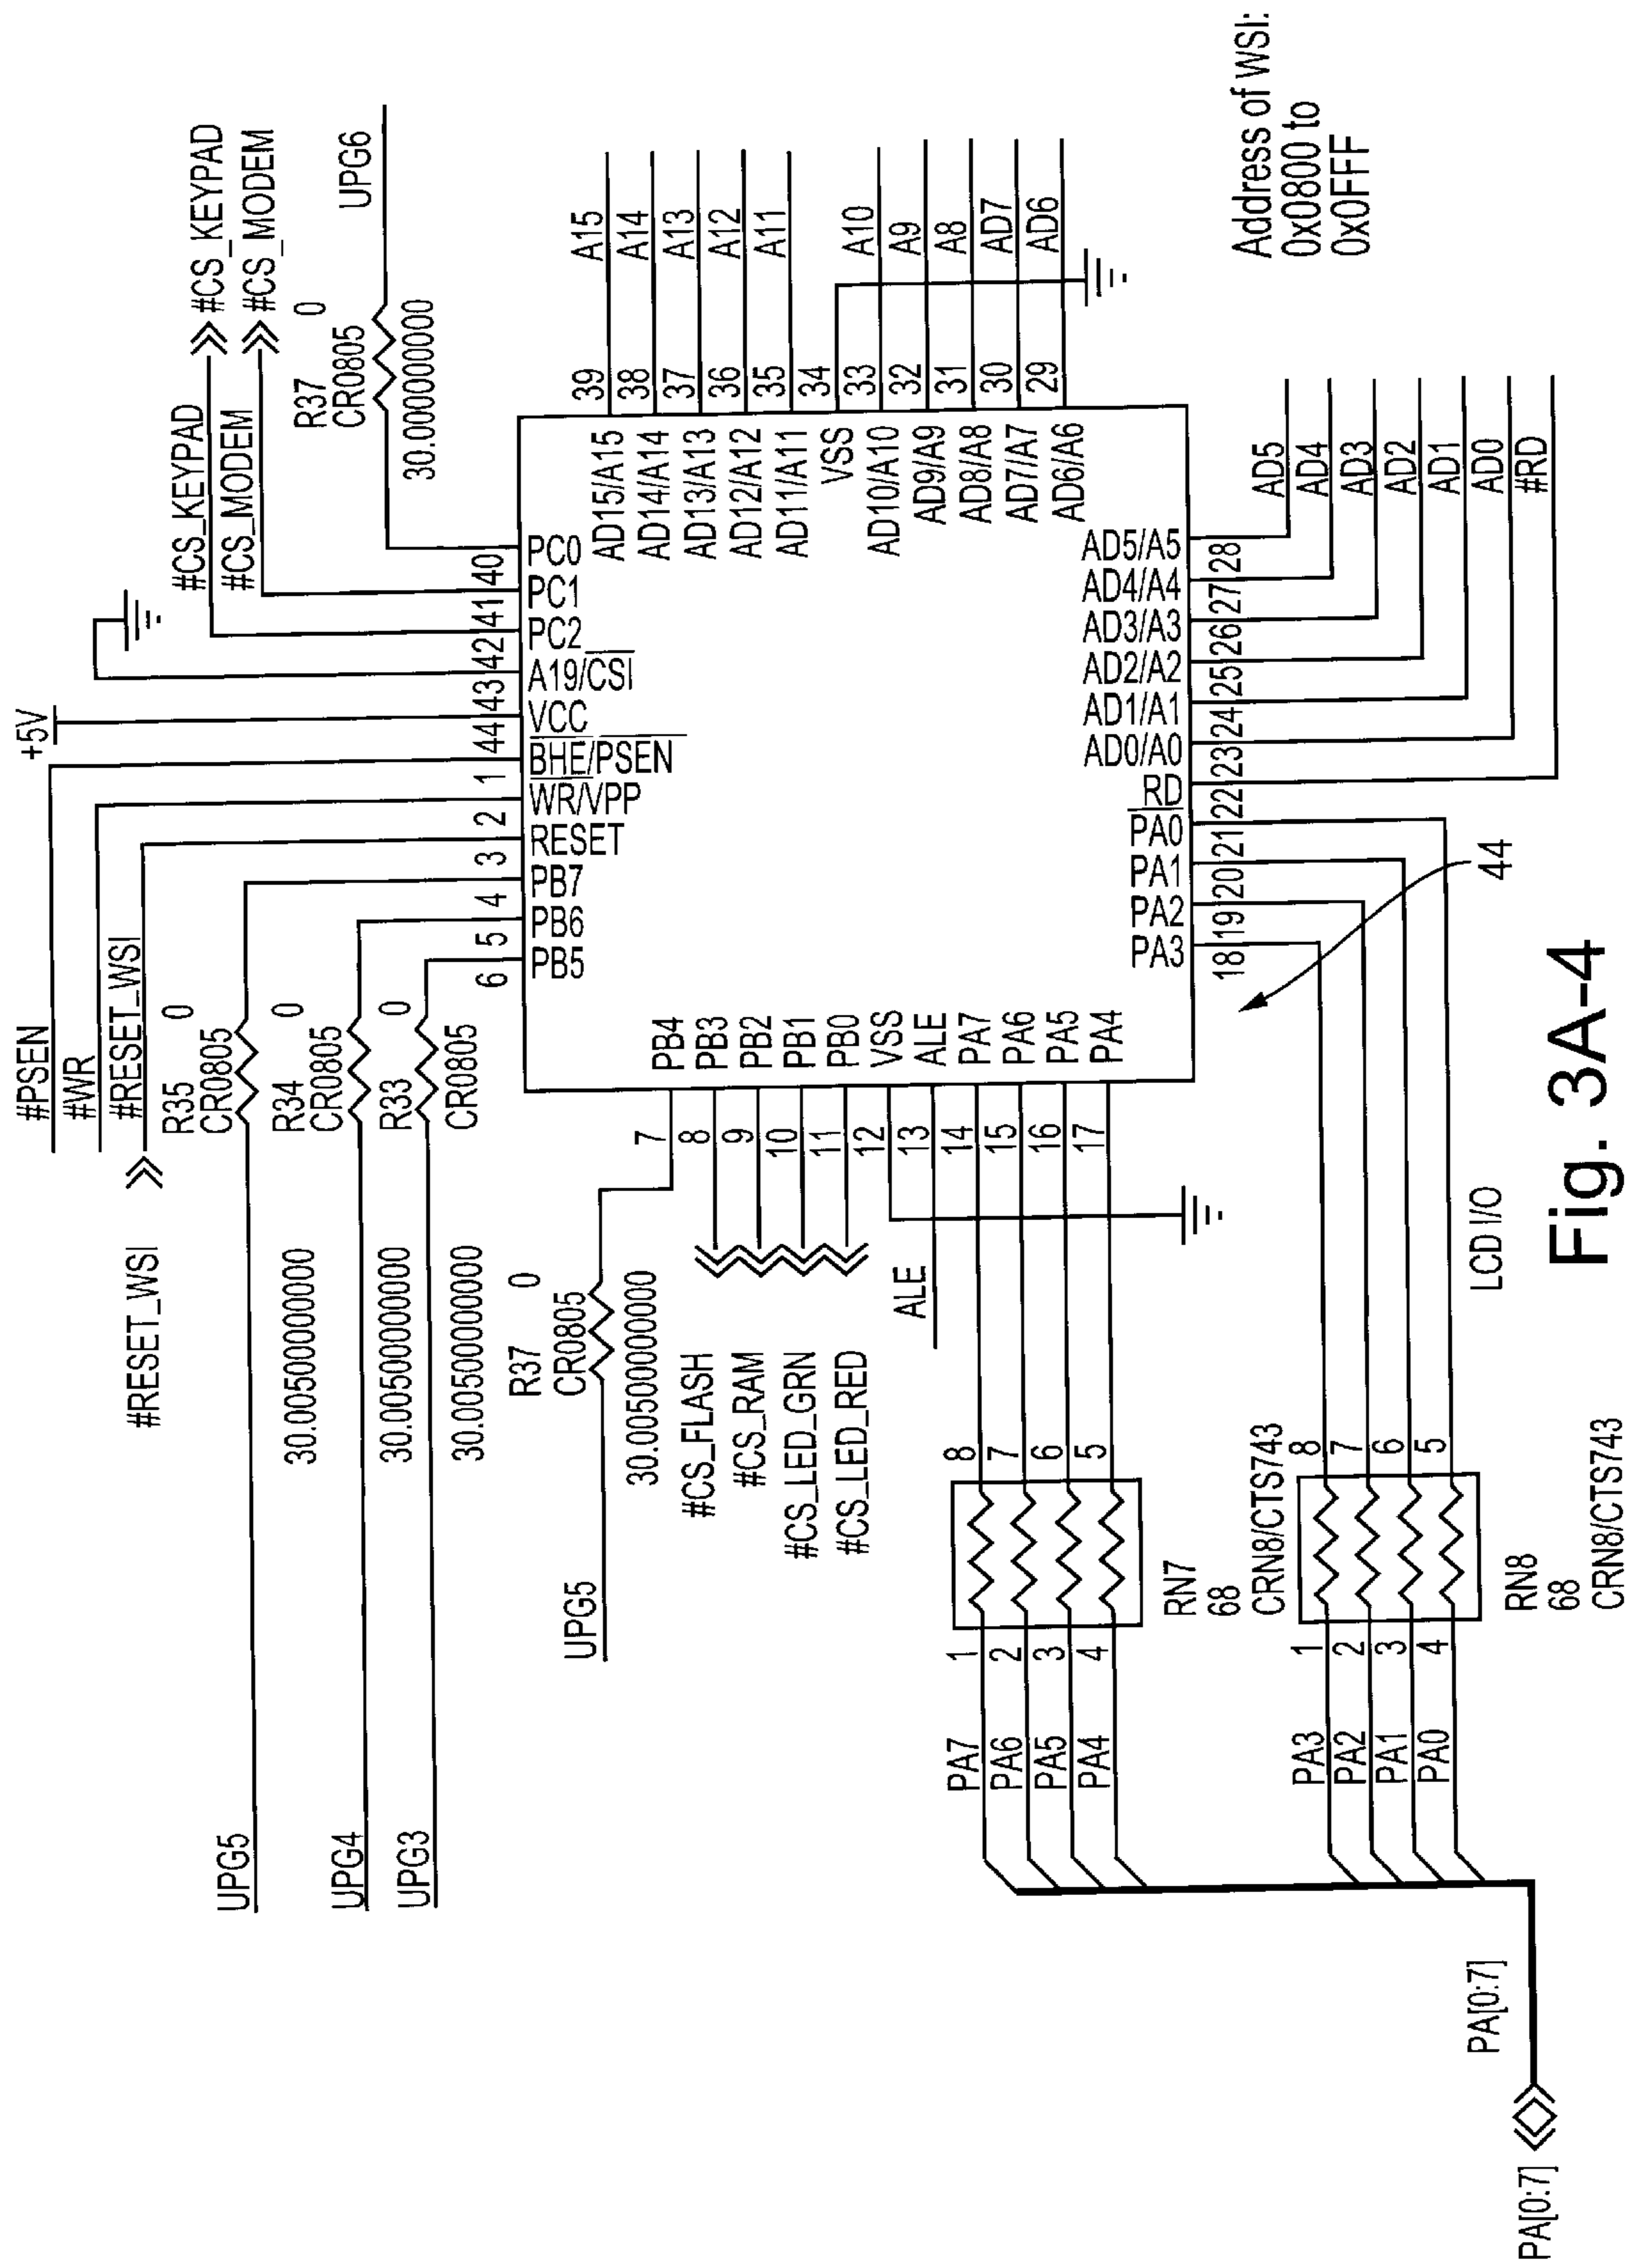 #PSEN
#WR
#RESET_WSI
#RESET_WSI
+5V
#CS_KEYPAD
#CS_KEYPAD
#CS_MODEM
#CS_MODEM
R35 0
CR0805
30.00500000000
UPG5
R34 0
CR0805
30.00500000000
UPG4
R33 0
CR0805
30.00500000000
UPG3
R37 0
CR0805
30.00000000
UPG6
R37 0
CR0805
30.00500000000
UPG5
6 5 4 3 2 1 44 43 42 41 40
PB5
PB6
PB7
RESET
WR/VPP
BHE/PSEN
VCC
A19/CSI
PC2
PC1
PC0
7 PB4
8 PB3
9 PB2
10 PB1
11 PB0
12 VSS
13 ALE
14 PA7
15 PA6
16 PA5
17 PA4
#CS_FLASH
#CS_RAM
#CS_LED_GRN
#CS_LED_RED
ALE
AD15/A15 39 A15
AD14/A14 38 A14
AD13/A13 37 A13
AD12/A12 36 A12
AD11/A11 35 A11
VSS 34
AD10/A10 33 A10
AD9/A9 32 A9
AD8/A8 31 A8
AD7/A7 30 AD7
AD6/A6 29 AD6
PA3
PA2
PA1
PA0
RD
AD0/A0
AD1/A1
AD2/A2
AD3/A3
AD4/A4
AD5/A5
18 19 20 21 22 23 24 25 26 27 28
AD5
AD4
AD3
AD2
AD1
AD0
#RD
PA7 1 8
PA6 2 7
PA5 3 6
PA4 4 5
RN7
68
CRN8/CTS743
PA3 1 8
PA2 2 7
PA1 3 6
PA0 4 5
RN8
68
CRN8/CTS743
LCD I/O
44
PA[0:7]
PA[0:7]
Address of WSI:
0x0800 to
0x0FFF
Fig. 3A-4